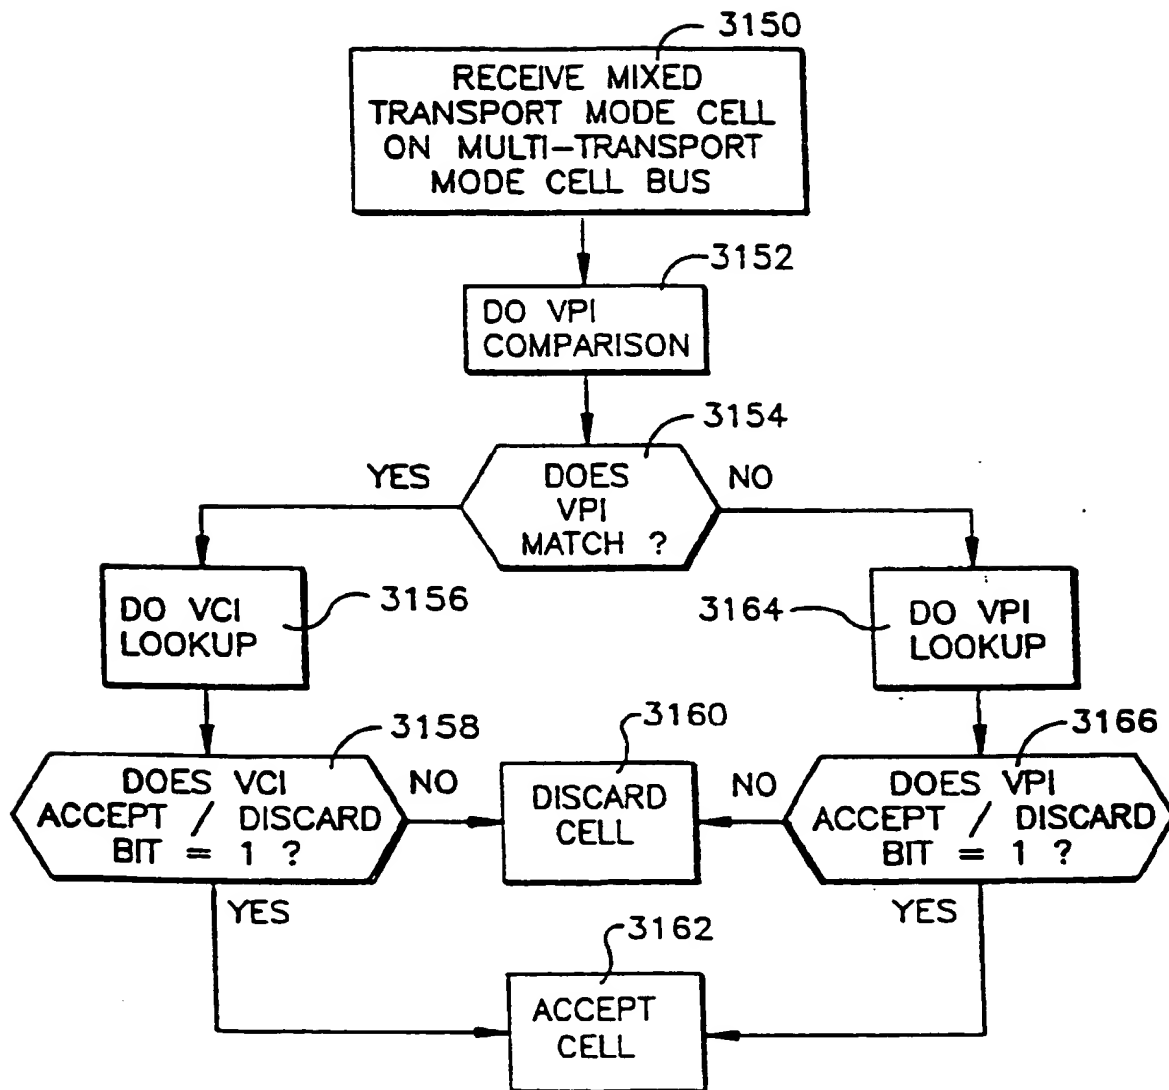 3150
RECEIVE MIXED
TRANSPORT MODE CELL
ON MULTI-TRANSPORT
MODE CELL BUS
3152
DO VPI
COMPARISON
3154
YES
DOES
VPI
MATCH ?
NO
DO VCI
LOOKUP
3156
3164
DO VPI
LOOKUP
3158
DOES VCI
ACCEPT / DISCARD
BIT = 1 ?
NO
3160
DISCARD
CELL
NO
3166
DOES VPI
ACCEPT / DISCARD
BIT = 1 ?
YES
YES
3162
ACCEPT
CELL